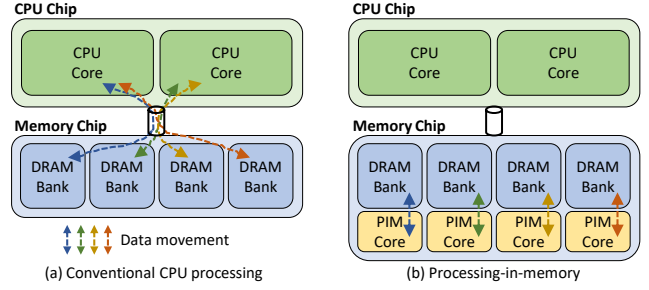 CPU Chip
CPU
Core
CPU
Core
Memory Chip
DRAM
Bank
DRAM
Bank
DRAM
Bank
DRAM
Bank
Data movement
(a) Conventional CPU processing
CPU Chip
CPU
Core
CPU
Core
Memory Chip
DRAM
Bank
DRAM
Bank
DRAM
Bank
DRAM
Bank
PIM
Core
PIM
Core
PIM
Core
PIM
Core
(b) Processing-in-memory